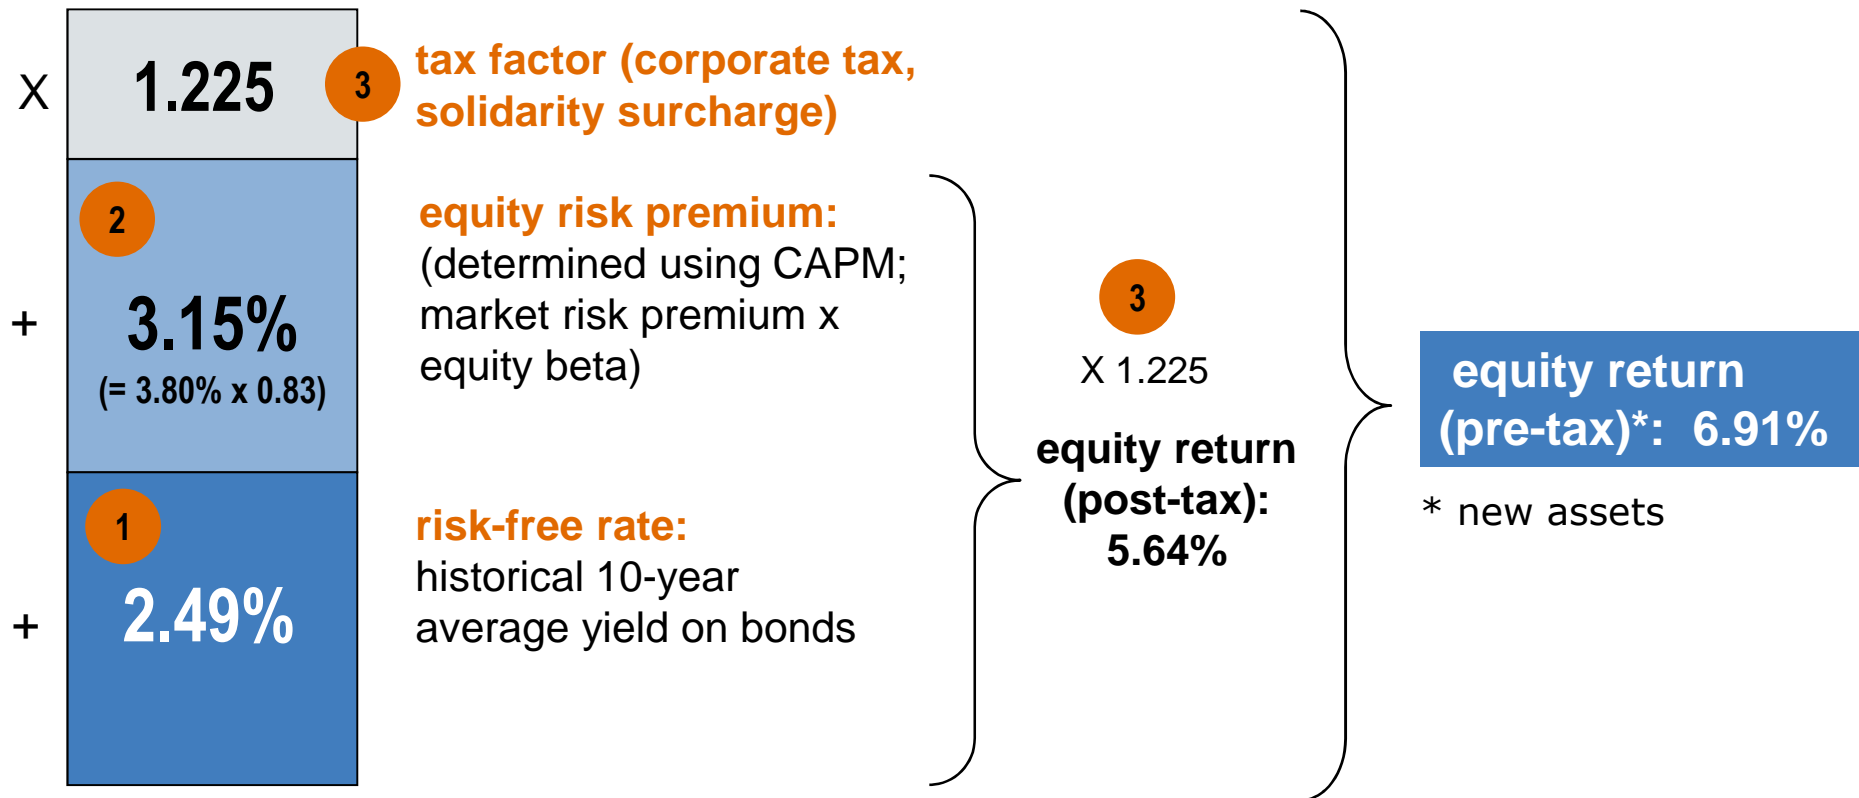 X
1.225
3
tax factor (corporate tax,
solidarity surcharge)
2
+
3.15%
(= 3.80% x 0.83)
equity risk premium:
(determined using CAPM;
market risk premium x
equity beta)
1
+
2.49%
risk-free rate:
historical 10-year
average yield on bonds
3
X 1.225
equity return
(post-tax):
5.64%
equity return
(pre-tax)*: 6.91%
* new assets